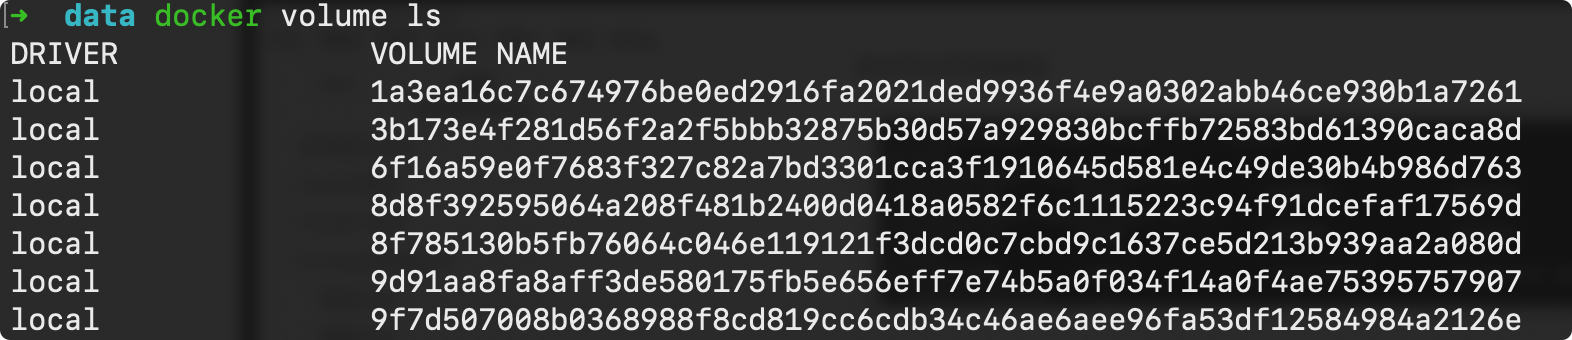 → data docker volume ls
DRIVER VOLUME NAME
local 1a3ea16c7c674976be0ed2916fa2021ded9936f4e9a0302abb46ce930b1a7261
local 3b173e4f281d56f2a2f5bbb32875b30d57a929830bcffb72583bd61390caca8d
local 6f16a59e0f7683f327c82a7bd3301cca3f1910645d581e4c49de30b4b986d763
local 8d8f392595064a208f481b2400d0418a0582f6c1115223c94f91dcefaf17569d
local 8f785130b5fb76064c046e119121f3dcd0c7cbd9c1637ce5d213b939aa2a080d
local 9d91aa8fa8aff3de580175fb5e656eff7e74b5a0f034f14a0f4ae75395757907
local 9f7d507008b0368988f8cd819cc6cdb34c46ae6aee96fa53df12584984a2126e